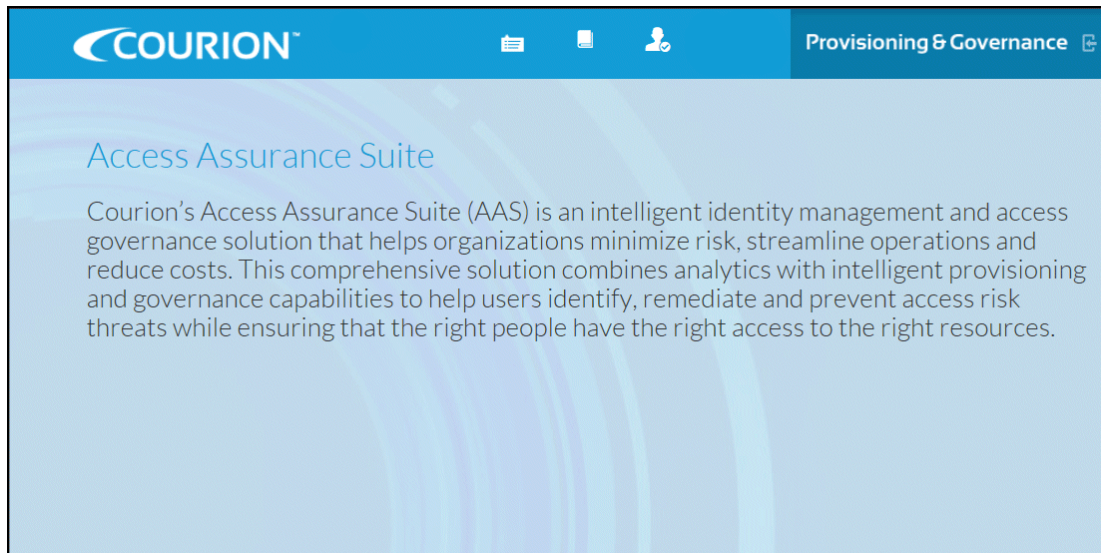 COURION™
Provisioning & Governance
Access Assurance Suite
Courion’s Access Assurance Suite (AAS) is an intelligent identity management and access
governance solution that helps organizations minimize risk, streamline operations and
reduce costs. This comprehensive solution combines analytics with intelligent provisioning
and governance capabilities to help users identify, remediate and prevent access risk
threats while ensuring that the right people have the right access to the right resources.